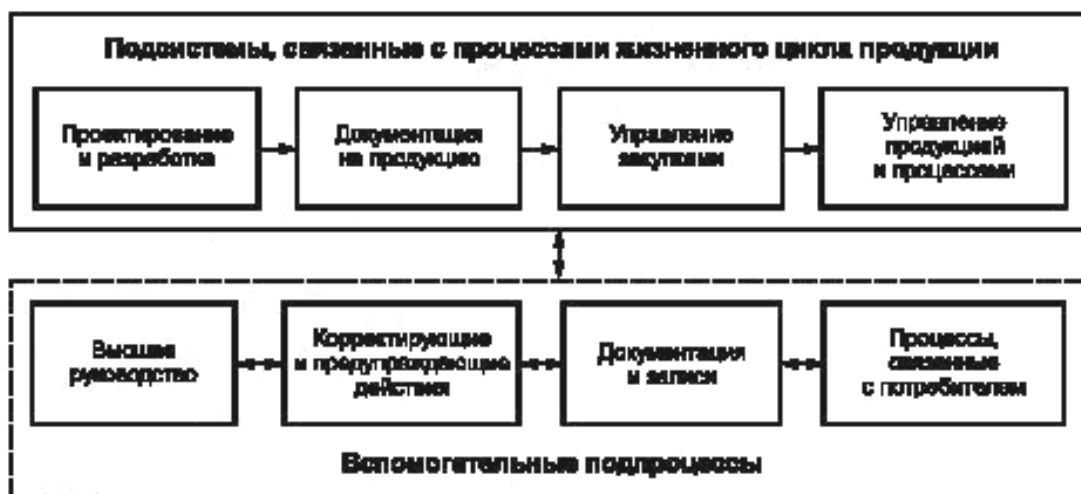 Подсистемы, связанные с процессами жизненного цикла продукции
Проектирование
и разработка
Документация
на продукцию
Управление
закупками
Управление
продукцией
и процессами
Высшее
руководство
Корректирующие
и предупреждающие
действия
Документация
и записи
Процессы,
связанные
с потребителем
Вспомогательные подпроцессы